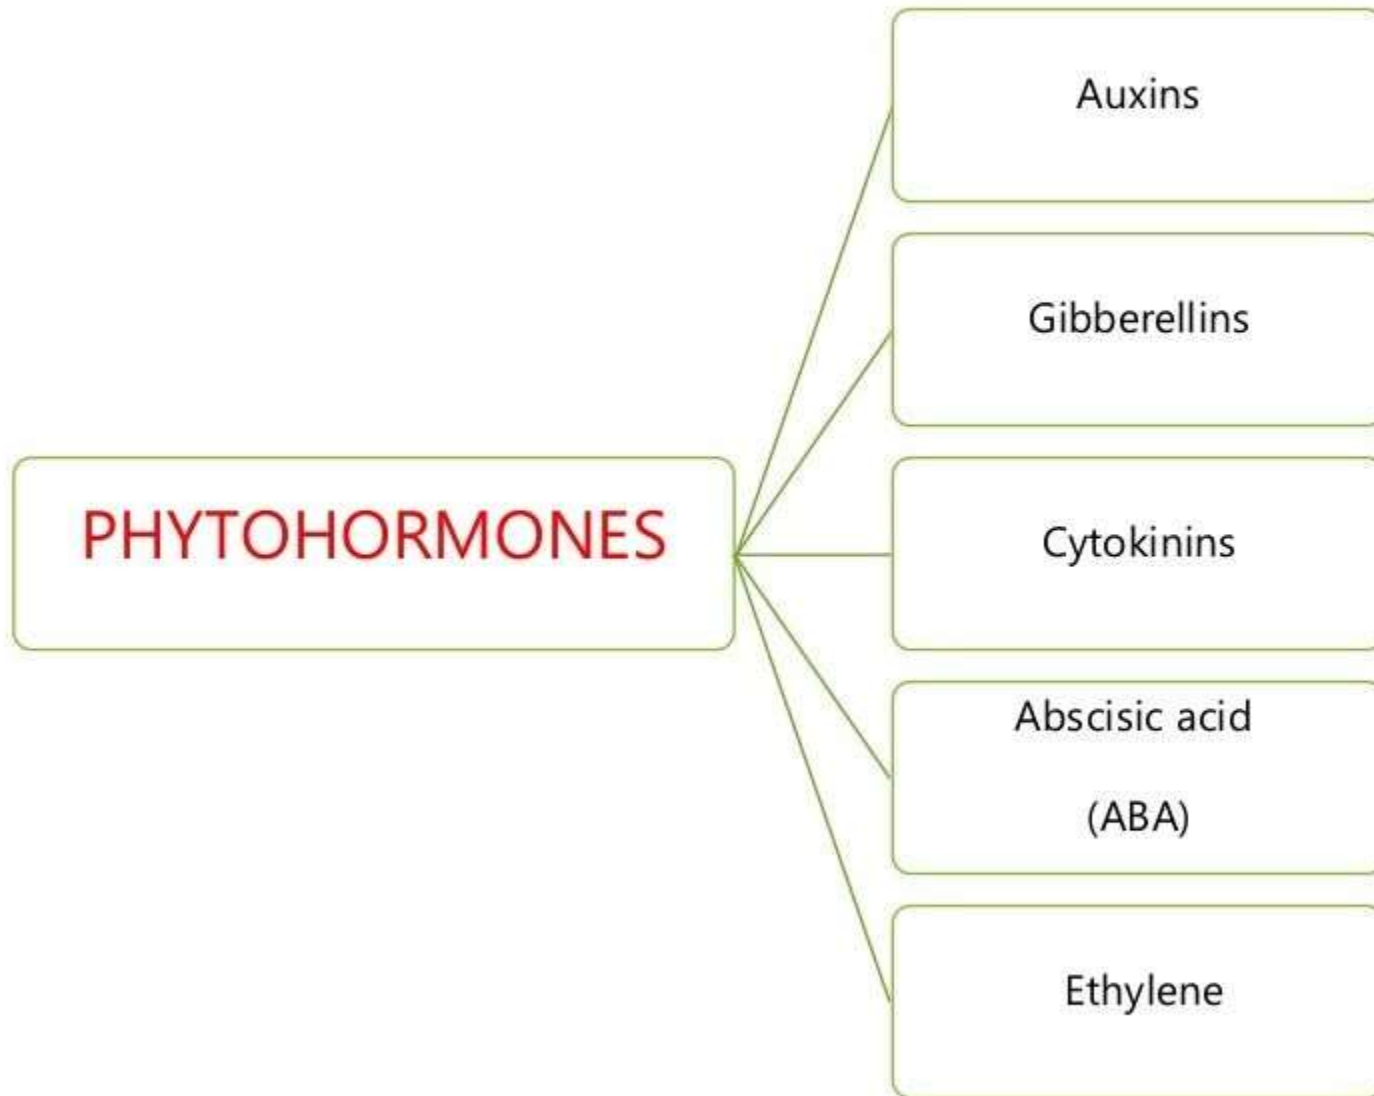 PHYTOHORMONES
Auxins
Gibberellins
Cytokinins
Abscisic acid
(ABA)
Ethylene